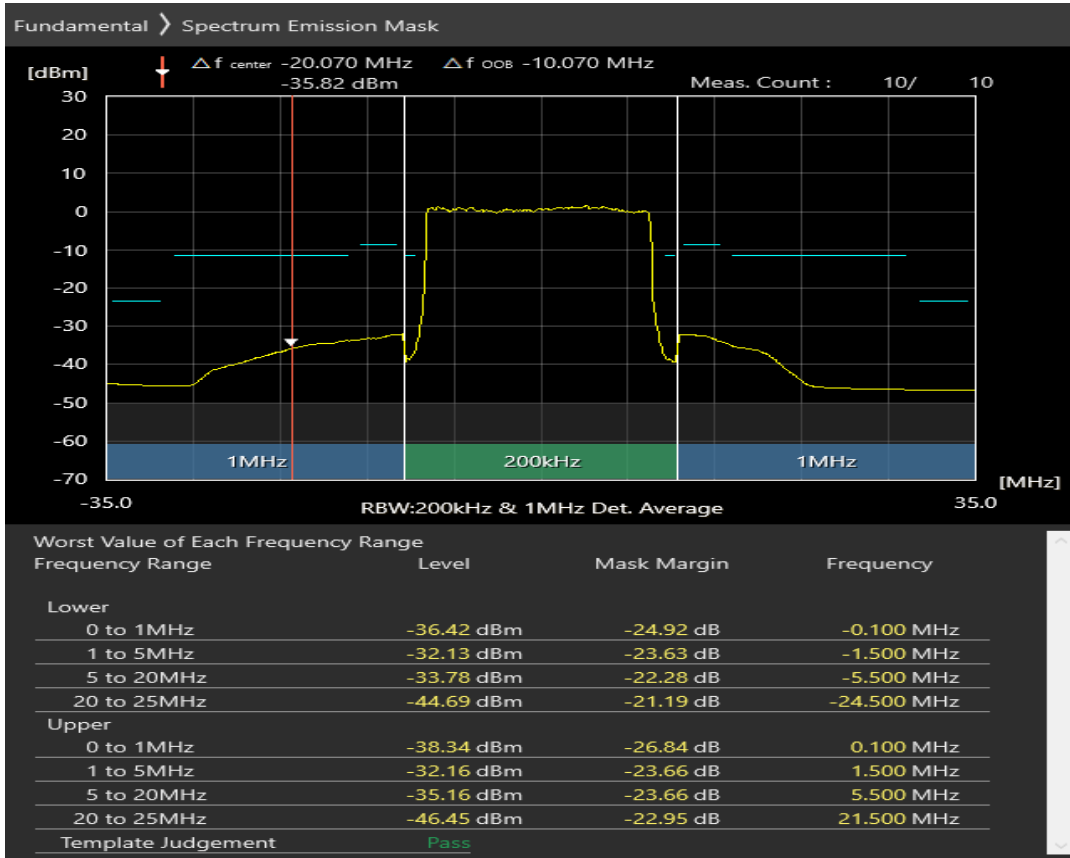 Fundamental 》 Spectrum Emission Mask
[dBm] △f center -20.070 MHz △f OOB -10.070 MHz
-35.82 dBm Meas. Count : 10/ 10
30
20
10
0
-10
-20
-30
-40
-50
-60
-70
1MHz 200kHz 1MHz
[MHz]
-35.0 RBW:200kHz & 1MHz Det. Average 35.0
Worst Value of Each Frequency Range
Frequency Range Level Mask Margin Frequency
Lower
0 to 1MHz -36.42 dBm -24.92 dB -0.100 MHz
1 to 5MHz -32.13 dBm -23.63 dB -1.500 MHz
5 to 20MHz -33.78 dBm -22.28 dB -5.500 MHz
20 to 25MHz -44.69 dBm -21.19 dB -24.500 MHz
Upper
0 to 1MHz -38.34 dBm -26.84 dB 0.100 MHz
1 to 5MHz -32.16 dBm -23.66 dB 1.500 MHz
5 to 20MHz -35.16 dBm -23.66 dB 5.500 MHz
20 to 25MHz -46.45 dBm -22.95 dB 21.500 MHz
Template Judgement Pass